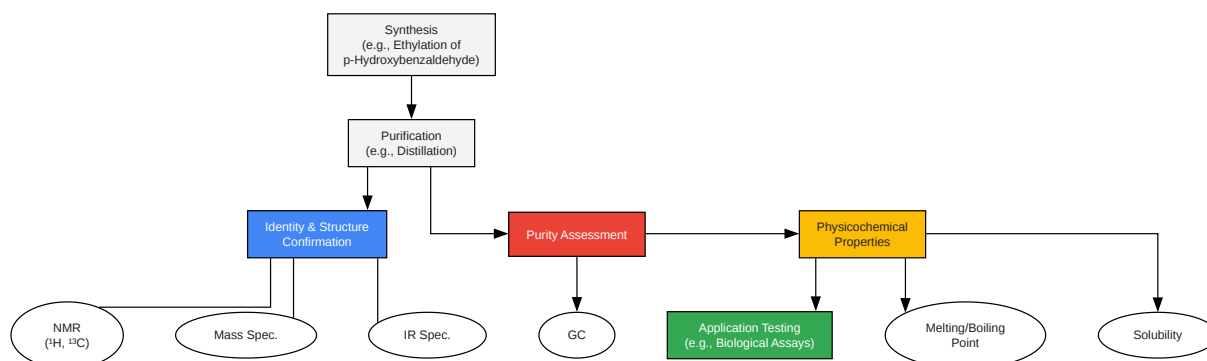 Synthesis
(e.g., Ethylation of
p-Hydroxybenzaldehyde)
Purification
(e.g., Distillation)
Identity & Structure
Confirmation
Purity Assessment
Physicochemical
Properties
NMR
(¹H, ¹³C)
Mass Spec.
IR Spec.
GC
Application Testing
(e.g., Biological Assays)
Melting/Boiling
Point
Solubility